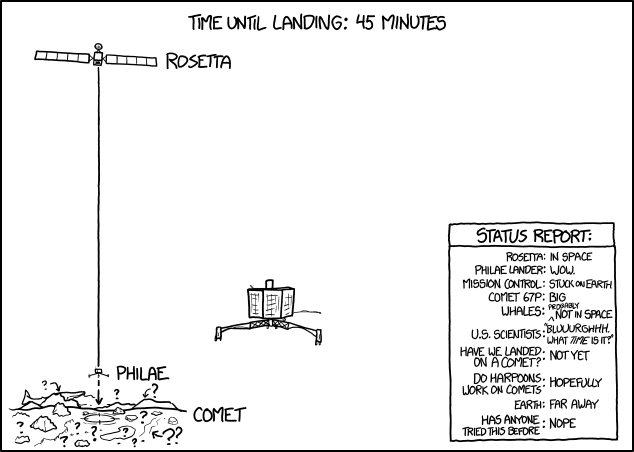 TIME UNTIL LANDING: 45 MINUTES
ROSETTA
PHILAE
COMET
? ? ? ? ? ? ? ? ??
STATUS REPORT:
ROSETTA: IN SPACE
PHILAE LANDER: WOW.
MISSION CONTROL: STUCK ON EARTH
COMET 67P: BIG
PROBABLY
WHALES: ^ NOT IN SPACE
U.S. SCIENTISTS: "BLUUURGHHH.
WHAT TIME IS IT?"
HAVE WE LANDED
ON A COMET?: NOT YET
DO HARPOONS
WORK ON COMETS: HOPEFULLY
EARTH: FAR AWAY
HAS ANYONE
TRIED THIS BEFORE: NOPE